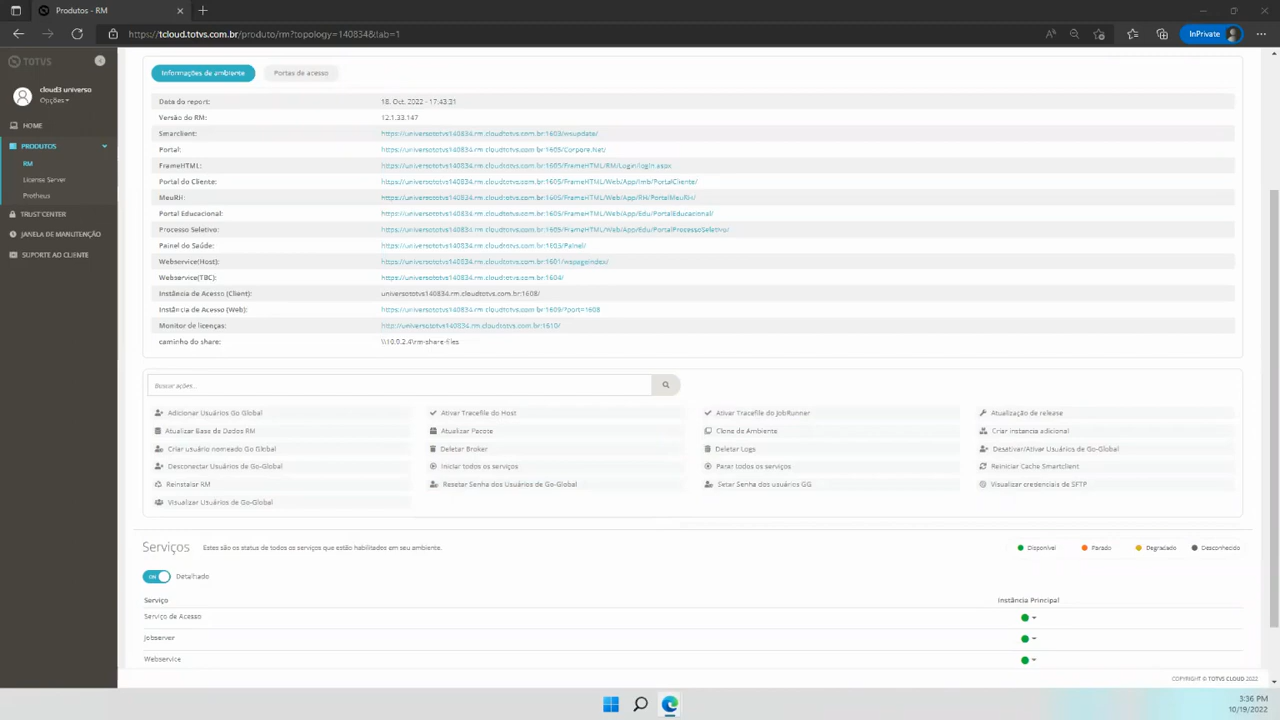 Produtos - RM
https://tcloud.totvs.com.br/produto/rm?topology=140834&tab=1
InPrivate
TOTVS
cloud3 universo
Opções
HOME
PRODUTOS
RM
License Server
Protheus
TRUST CENTER
JANELA DE MANUTENÇÃO
SUPORTE AO CLIENTE
Informações de ambiente
Portas de acesso
Data do report: 18. Oct. 2022 - 17:43:31
Versão do RM: 12.1.33.147
Smarclient: https://universototvs140834.rm.cloudtotvs.com.br:1603/wsupdate/
Portal: https://universototvs140834.rm.cloudtotvs.com.br:1605/Corpore.Net/
FrameHTML: https://universototvs140834.rm.cloudtotvs.com.br:1605/FrameHTML/RM/Login/login.aspx
Portal do Cliente: https://universototvs140834.rm.cloudtotvs.com.br:1605/FrameHTML/Web/App/Imb/PortalCliente/
MeuRH: https://universototvs140834.rm.cloudtotvs.com.br:1605/FrameHTML/Web/App/RH/PortalMeuRH/
Portal Educacional: https://universototvs140834.rm.cloudtotvs.com.br:1605/FrameHTML/Web/App/Edu/PortalEducacional/
Processo Seletivo: https://universototvs140834.rm.cloudtotvs.com.br:1605/FrameHTML/Web/App/Edu/PortalProcessoSeletivo/
Painel do Saúde: https://universototvs140834.rm.cloudtotvs.com.br:1603/Painel/
Webservice(Host): https://universototvs140834.rm.cloudtotvs.com.br:1601/wspageindex/
Webservice(TBC): https://universototvs140834.rm.cloudtotvs.com.br:1604/
Instância de Acesso (Client): universototvs140834.rm.cloudtotvs.com.br:1608/
Instância de Acesso (Web): https://universototvs140834.rm.cloudtotvs.com.br:1609/?port=1608
Monitor de licenças: http://universototvs140834.rm.cloudtotvs.com.br:1610/
caminho do share: \\10.0.2.4\rm-share-files
Buscar ações...
Adicionar Usuários Go Global
Ativar Tracefile do Host
Ativar Tracefile do JobRunner
Atualização de release
Atualizar Base de Dados RM
Atualizar Pacote
Clone de Ambiente
Criar instancia adicional
Criar usuário nomeado Go Global
Deletar Broker
Deletar Logs
Desativar/Ativar Usuários de Go-Global
Desconectar Usuários de Go-Global
Iniciar todos os serviços
Parar todos os serviços
Reiniciar Cache Smartclient
Reinstalar RM
Resetar Senha dos Usuários de Go-Global
Setar Senha dos usuários GG
Visualizar credenciais de SFTP
Visualizar Usuários de Go-Global
Serviços
Estes são os status de todos os serviços que estão habilitados em seu ambiente.
Disponível
Parado
Degradado
Desconhecido
ON
Detalhado
Serviço
Instância Principal
Serviço de Acesso
Jobserver
Webservice
COPYRIGHT © TOTVS CLOUD 2022
3:36 PM
10/19/2022